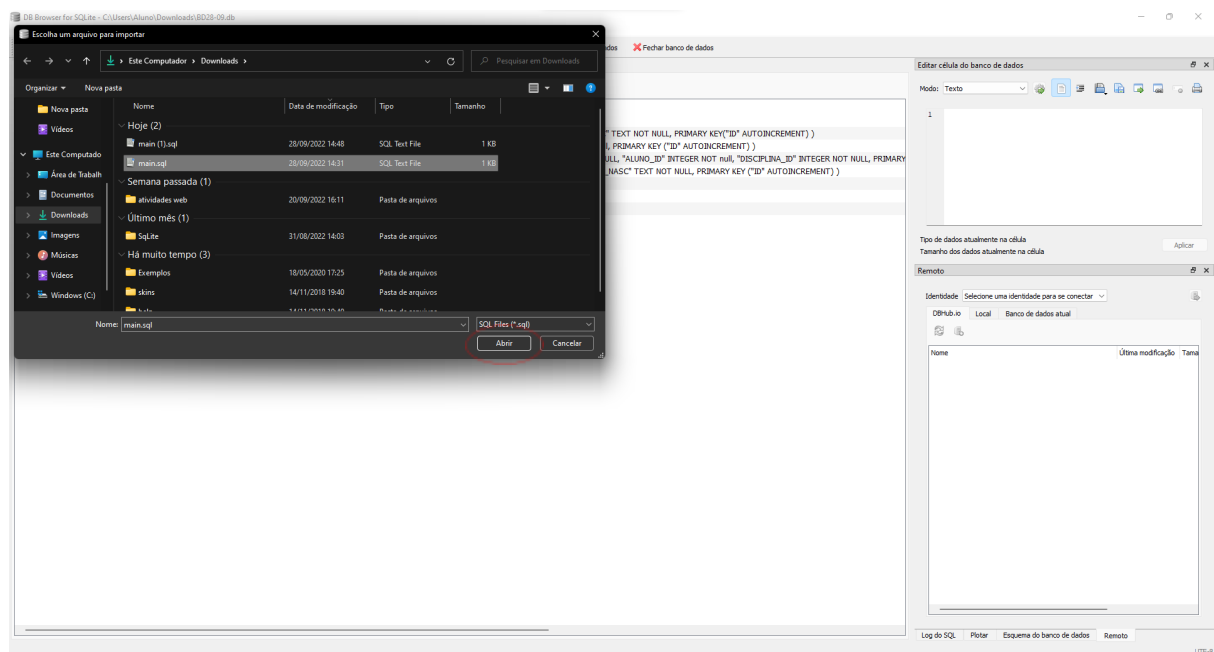 DB Browser for SQLite - C:\Users\Aluno\Downloads\BD28-09.db
Escolha um arquivo para importar
Fechar banco de dados
Este Computador > Downloads >
Pesquisar em Downloads
Organizar
Nova pasta
Nova pasta
Vídeos
Este Computado
Área de Trabalh
Documentos
Downloads
Imagens
Músicas
Vídeos
Windows (C:)
Nome Data de modificação Tipo Tamanho
Hoje (2)
main (1).sql 28/09/2022 14:48 SQL Text File 1 KB
main.sql 28/09/2022 14:31 SQL Text File 1 KB
Semana passada (1)
atividades web 20/09/2022 16:11 Pasta de arquivos
Último mês (1)
SqLite 31/08/2022 14:03 Pasta de arquivos
Há muito tempo (3)
Exemplos 18/05/2020 17:25 Pasta de arquivos
skins 14/11/2018 19:40 Pasta de arquivos
Nome: main.sql
SQL Files (*.sql)
Abrir
Cancelar
" TEXT NOT NULL, PRIMARY KEY("ID" AUTOINCREMENT) )
, PRIMARY KEY ("ID" AUTOINCREMENT) )
ULL, "ALUNO_ID" INTEGER NOT null, "DISCIPLINA_ID" INTEGER NOT NULL, PRIMARY
_NASC" TEXT NOT NULL, PRIMARY KEY ("ID" AUTOINCREMENT) )
Editar célula do banco de dados
Modo: Texto
1
Tipo de dados atualmente na célula
Tamanho dos dados atualmente na célula
Aplicar
Remoto
Identidade Selecione uma identidade para se conectar
DBHub.io Local Banco de dados atual
Nome Última modificação Tama
Log do SQL Plotar Esquema do banco de dados Remoto